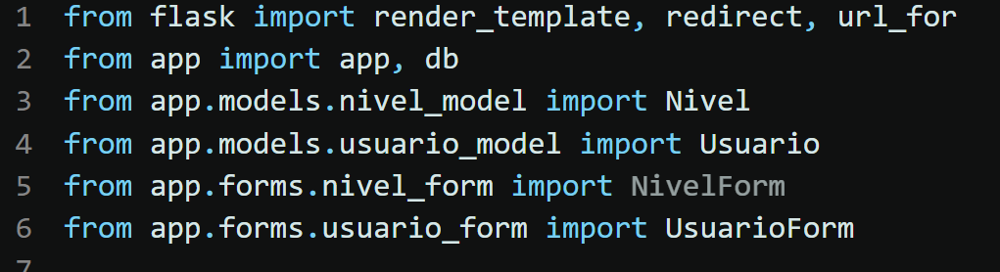 1 from flask import render_template, redirect, url_for
2 from app import app, db
3 from app.models.nivel_model import Nivel
4 from app.models.usuario_model import Usuario
5 from app.forms.nivel_form import NivelForm
6 from app.forms.usuario_form import UsuarioForm
7